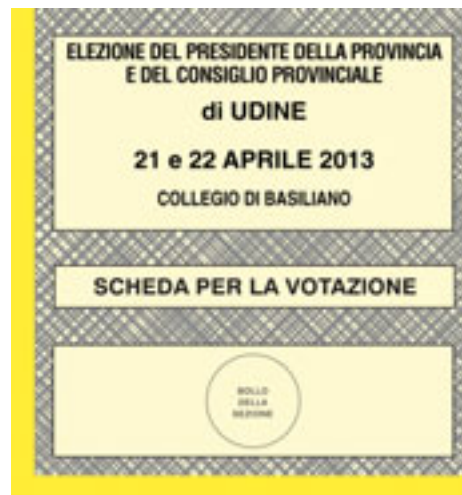 ELEZIONE DEL PRESIDENTE DELLA PROVINCIA
E DEL CONSIGLIO PROVINCIALE
di UDINE
21 e 22 APRILE 2013
COLLEGIO DI BASILIANO
SCHEDA PER LA VOTAZIONE
BOLLO
DELLA
SEZIONE